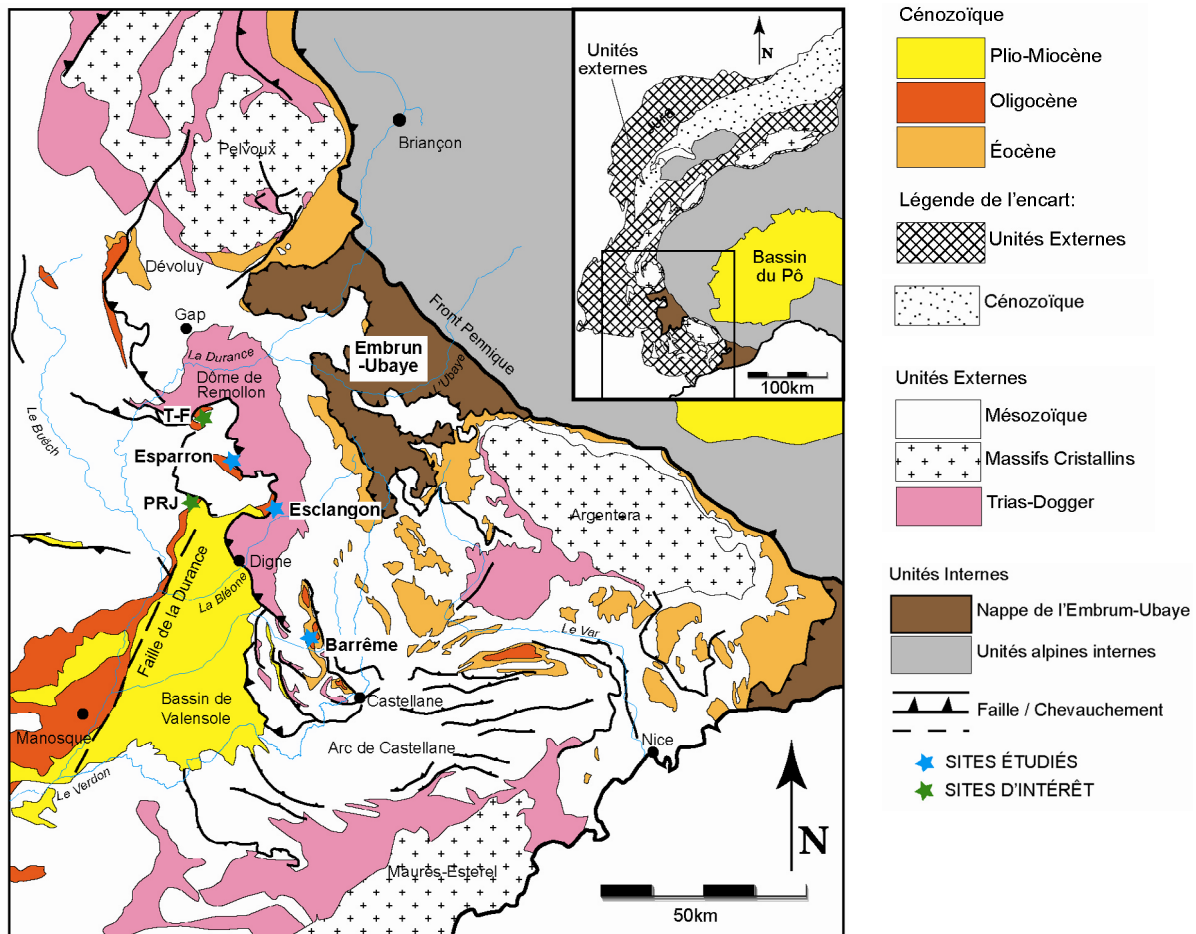 Briançon
Pelvoux
Dévoluy
Gap
La Durance
Dôme de
Remollon
Embrun
-Ubaye
L'Ubaye
Front Pennique
Le Buëch
T-F
Esparron
PRJ
Esclangon
Argentera
Digne
La Bléone
Faille de la Durance
Barrême
Le Var
Bassin de
Valensole
Castellane
Manosque
Arc de Castellane
Nice
Le Verdon
Maures-Esterel
N
50km
Unités
externes
N
Jura
Bassin
du Pô
100km
Cénozoïque
Plio-Miocène
Oligocène
Éocène
Légende de l'encart:
Unités Externes
Cénozoïque
Unités Externes
Mésozoïque
Massifs Cristallins
Trias-Dogger
Unités Internes
Nappe de l'Embrum-Ubaye
Unités alpines internes
Faille / Chevauchement
SITES ÉTUDIÉS
SITES D'INTÉRÊT